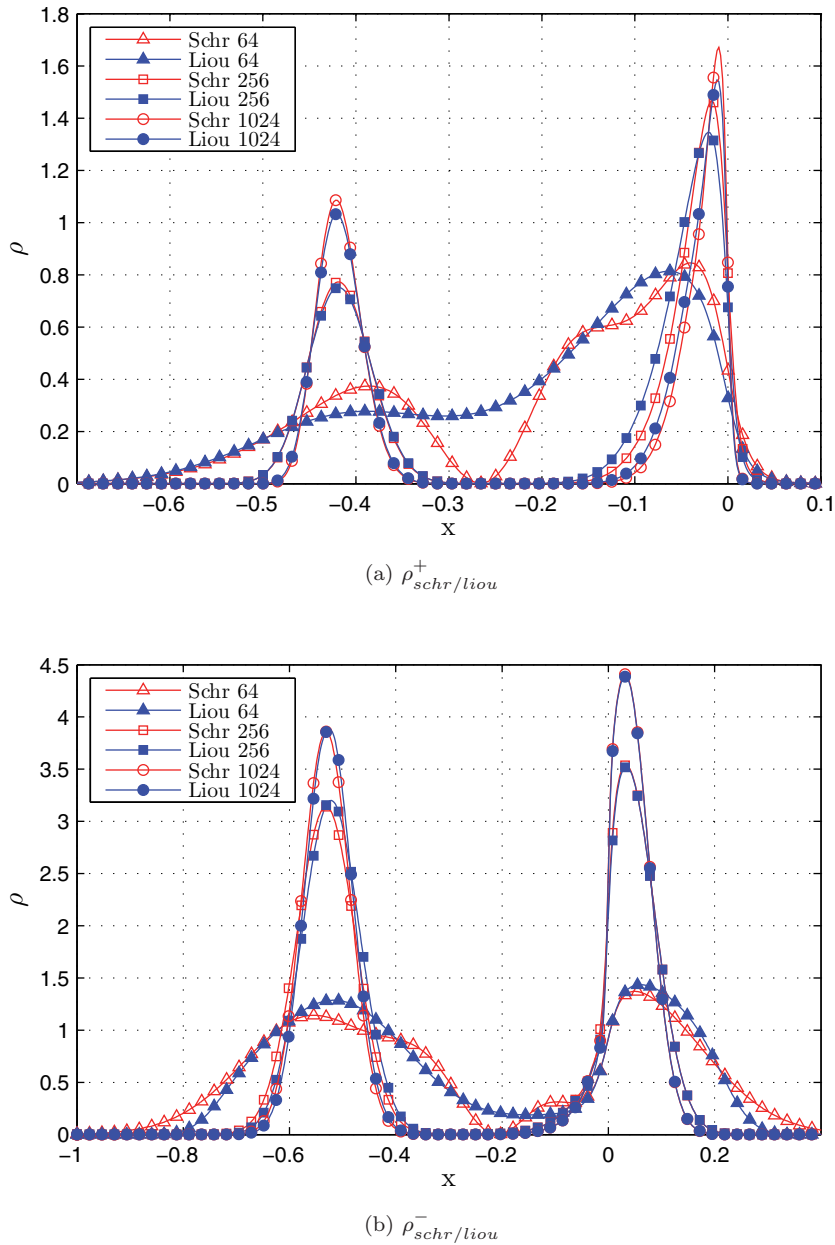 1.8
1.6
1.4
1.2
1
0.8
0.6
0.4
0.2
0
ρ
Schr 64
Liou 64
Schr 256
Liou 256
Schr 1024
Liou 1024
−0.6 −0.5 −0.4 −0.3 −0.2 −0.1 0 0.1
x
(a) ρ⁺schr/liou
4.5
4
3.5
3
2.5
2
1.5
1
0.5
0
ρ
Schr 64
Liou 64
Schr 256
Liou 256
Schr 1024
Liou 1024
−1 −0.8 −0.6 −0.4 −0.2 0 0.2
x
(b) ρ⁻schr/liou